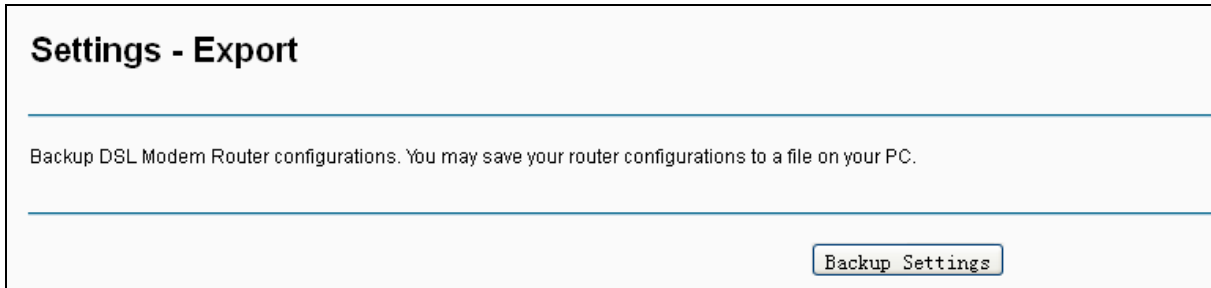 Settings - Export
Backup DSL Modem Router configurations. You may save your router configurations to a file on your PC.
Backup Settings